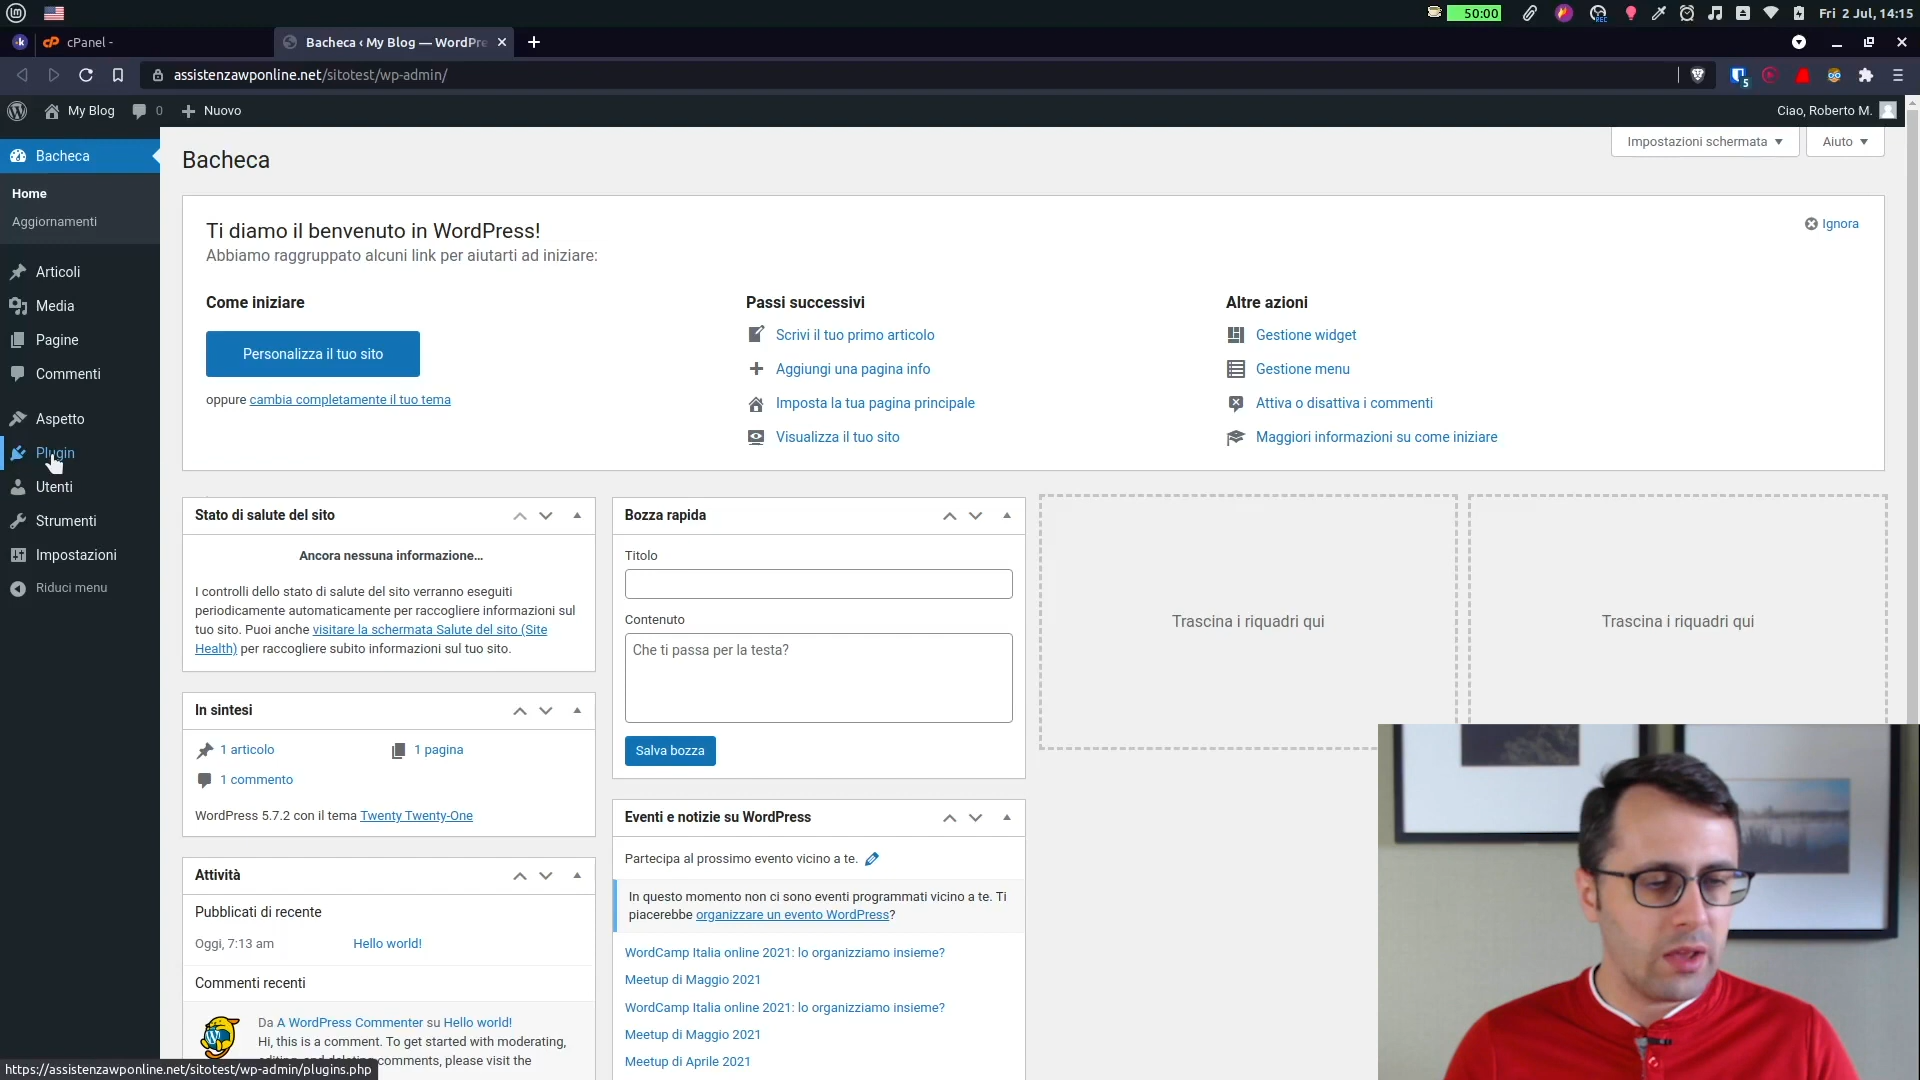 50:00
Fri 2 Jul, 14:15
cPanel -
Bacheca ‹ My Blog — WordPre
assistenzawponline.net/sitotest/wp-admin/
5
My Blog
0
Nuovo
Ciao, Roberto M.
Bacheca
Home
Aggiornamenti
Articoli
Media
Pagine
Commenti
Aspetto
Plugin
Utenti
Strumenti
Impostazioni
Riduci menu
Bacheca
Impostazioni schermata
Aiuto
Ti diamo il benvenuto in WordPress!
Abbiamo raggruppato alcuni link per aiutarti ad iniziare:
Ignora
Come iniziare
Personalizza il tuo sito
oppure cambia completamente il tuo tema
Passi successivi
Scrivi il tuo primo articolo
Aggiungi una pagina info
Imposta la tua pagina principale
Visualizza il tuo sito
Altre azioni
Gestione widget
Gestione menu
Attiva o disattiva i commenti
Maggiori informazioni su come iniziare
Stato di salute del sito
Ancora nessuna informazione…
I controlli dello stato di salute del sito verranno eseguiti
periodicamente automaticamente per raccogliere informazioni sul
tuo sito. Puoi anche visitare la schermata Salute del sito (Site
Health) per raccogliere subito informazioni sul tuo sito.
In sintesi
1 articolo
1 pagina
1 commento
WordPress 5.7.2 con il tema Twenty Twenty-One
Attività
Pubblicati di recente
Oggi, 7:13 am
Hello world!
Commenti recenti
Da A WordPress Commenter su Hello world!
Hi, this is a comment. To get started with moderating,
editing, and deleting comments, please visit the
Bozza rapida
Titolo
Contenuto
Che ti passa per la testa?
Salva bozza
Eventi e notizie su WordPress
Partecipa al prossimo evento vicino a te.
In questo momento non ci sono eventi programmati vicino a te. Ti
piacerebbe organizzare un evento WordPress?
WordCamp Italia online 2021: lo organizziamo insieme?
Meetup di Maggio 2021
WordCamp Italia online 2021: lo organizziamo insieme?
Meetup di Maggio 2021
Meetup di Aprile 2021
Trascina i riquadri qui
Trascina i riquadri qui
https://assistenzawponline.net/sitotest/wp-admin/plugins.php